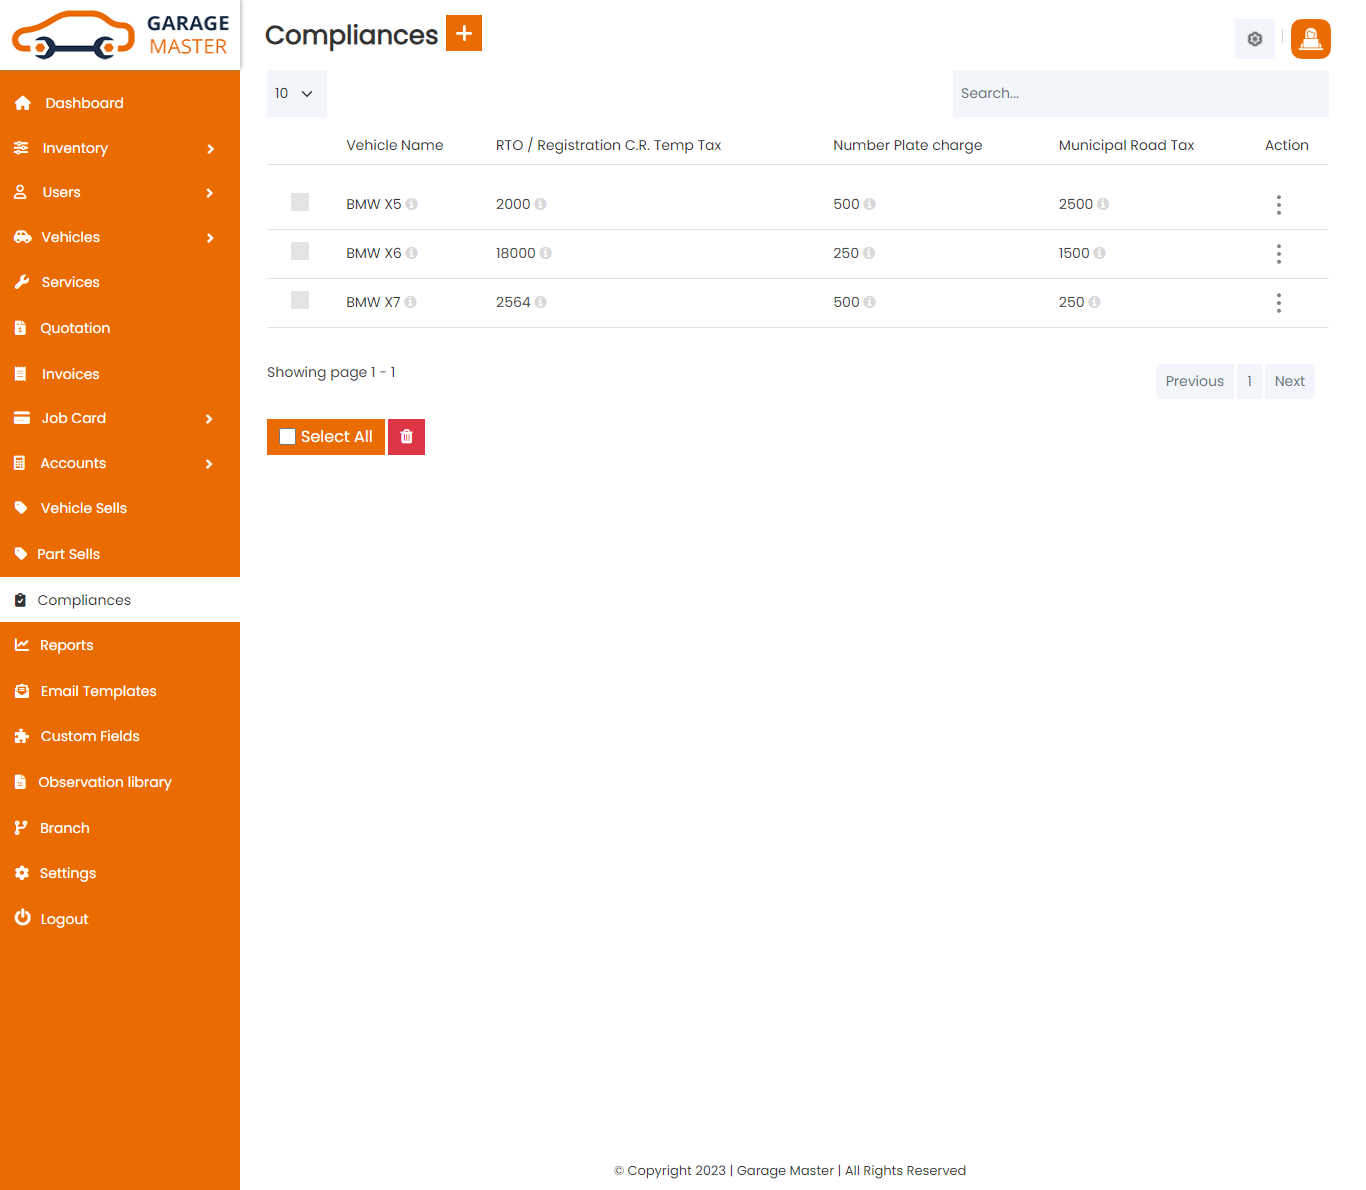 GARAGE
MASTER
Compliances
10
Search...
Dashboard
Inventory
Users
Vehicles
Services
Quotation
Invoices
Job Card
Accounts
Vehicle Sells
Part Sells
Compliances
Reports
Email Templates
Custom Fields
Observation library
Branch
Settings
Logout
Vehicle Name RTO / Registration C.R. Temp Tax Number Plate charge Municipal Road Tax Action
BMW X5 2000 500 2500
BMW X6 18000 250 1500
BMW X7 2564 500 250
Showing page 1 - 1
Previous 1 Next
Select All
© Copyright 2023 | Garage Master | All Rights Reserved